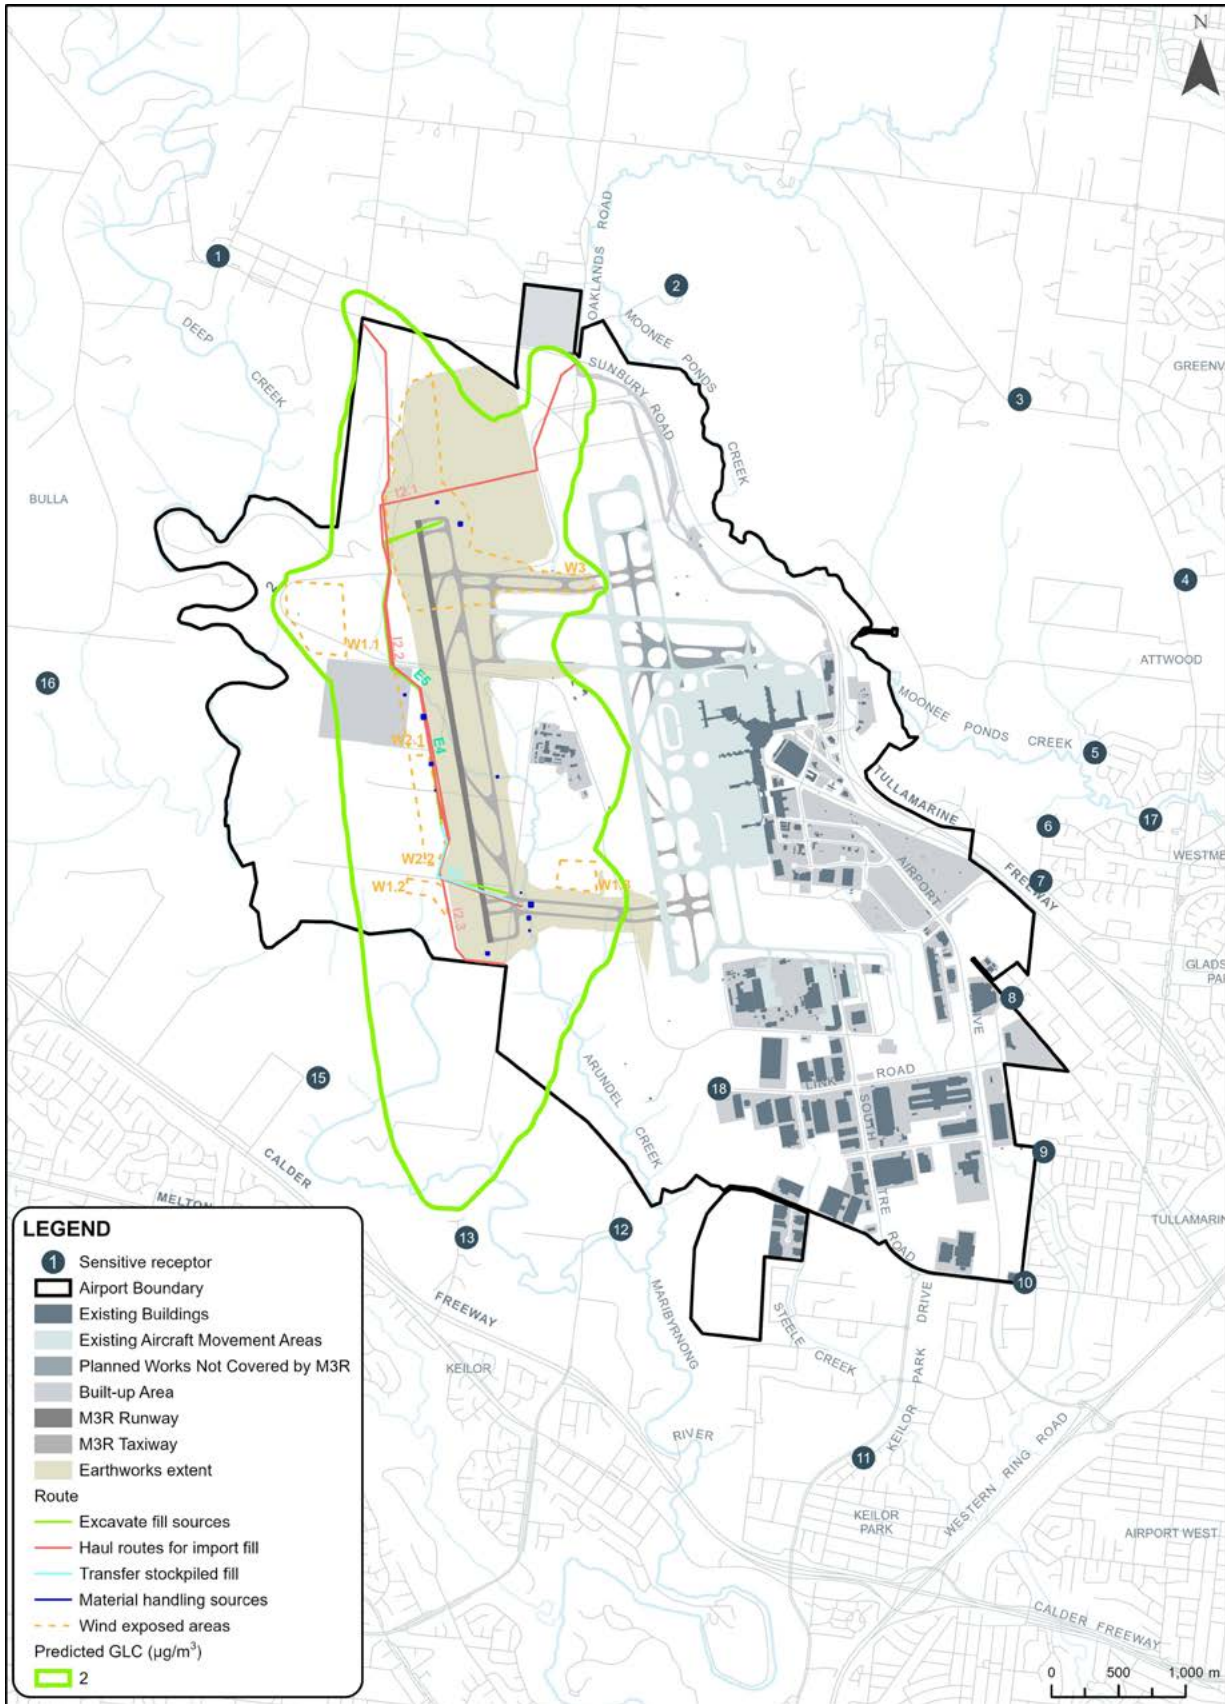 N
OAKLANDS ROAD
1
2
MOONEE PONDS
CREEK
DEEP
CREEK
SUNBURY ROAD
GREENV
3
BULLA
I2.1
W3
2
4
W1.1
I2.2
E5
ATTWOOD
16
MOONEE PONDS CREEK
E4
W2.1
5
TULLAMARINE
FREEWAY
6
17
WESTME
W2.2
W1.2
AIRPORT
DRIVE
7
I2.3
GLADS
PA
8
ARUNDEL
CREEK
15
18
LINK ROAD
SOUTH
CENTRE
ROAD
CALDER
FREEWAY
9
MELTON
TULLAMARIN
13
12
10
MARIBYRNONG
RIVER
STEELE CREEK
KEILOR PARK DRIVE
KEILOR
11
WESTERN RING ROAD
KEILOR
PARK
AIRPORT WEST
CALDER FREEWAY
LEGEND
1 Sensitive receptor
Airport Boundary
Existing Buildings
Existing Aircraft Movement Areas
Planned Works Not Covered by M3R
Built-up Area
M3R Runway
M3R Taxiway
Earthworks extent
Route
Excavate fill sources
Haul routes for import fill
Transfer stockpiled fill
Material handling sources
Wind exposed areas
Predicted GLC (µg/m³)
2
0 500 1,000 m